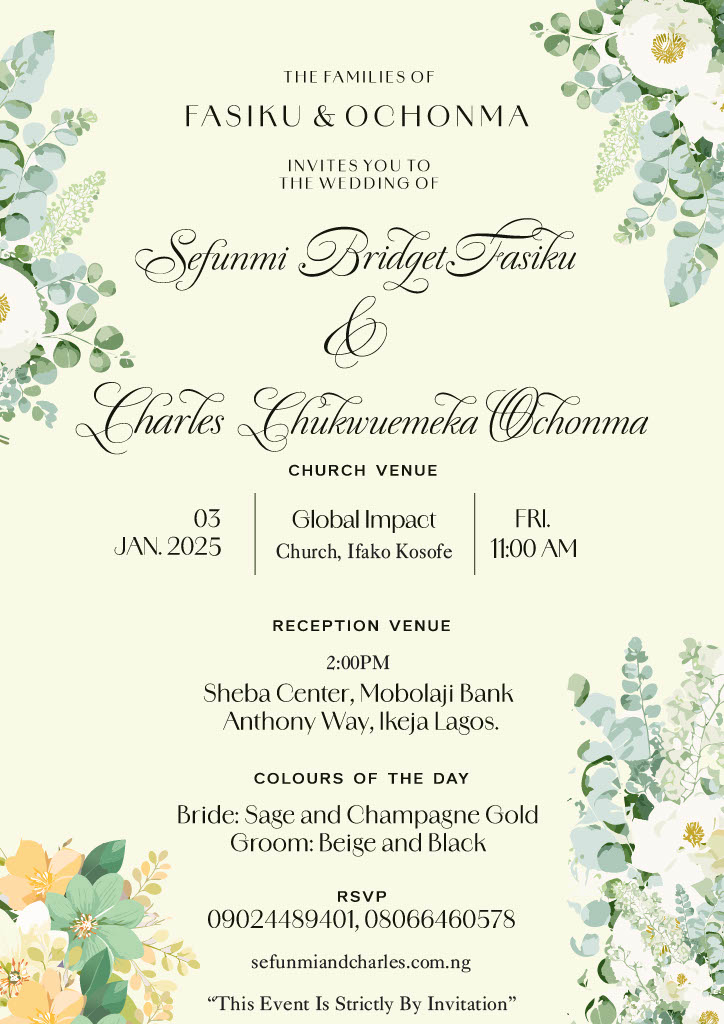 THE FAMILIES OF
FASIKU & OCHONMA
INVITES YOU TO
THE WEDDING OF
Sefunmi Bridget Fasiku
&
Charles Chukwuemeka Ochonma
CHURCH VENUE
03
JAN. 2025
Global Impact
Church, Ifako Kosofe
FRI.
11:00 AM
RECEPTION VENUE
2:00PM
Sheba Center, Mobolaji Bank
Anthony Way, Ikeja Lagos.
COLOURS OF THE DAY
Bride: Sage and Champagne Gold
Groom: Beige and Black
RSVP
09024489401, 08066460578
sefunmiandcharles.com.ng
“This Event Is Strictly By Invitation”